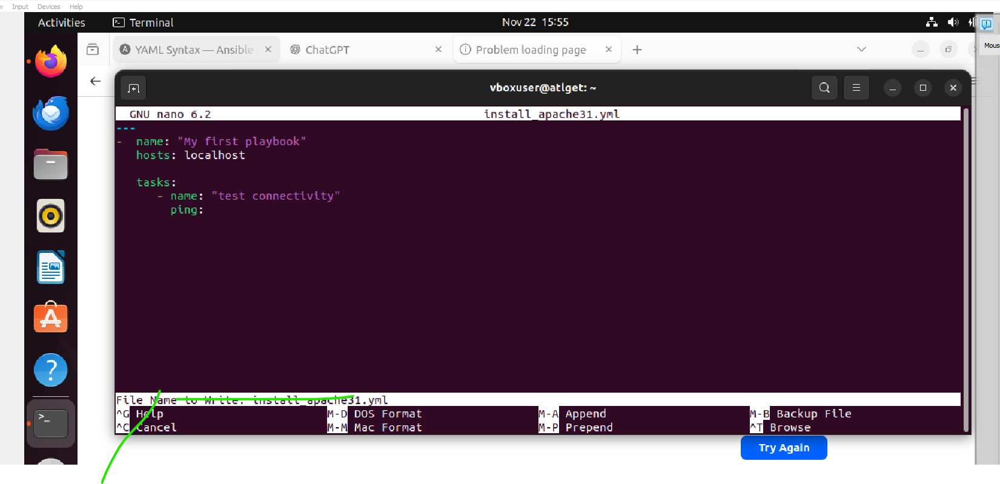 Input Devices Help
Activities Terminal Nov 22 15:55
YAML Syntax — Ansible ChatGPT Problem loading page
Mous
vboxuser@atlget: ~
GNU nano 6.2 install_apache31.yml
---
- name: "My first playbook"
hosts: localhost
tasks:
- name: "test connectivity"
ping:
File Name to Write: install_apache31.yml
^G Help M-D DOS Format M-A Append M-B Backup File
^C Cancel M-M Mac Format M-P Prepend ^T Browse
Try Again